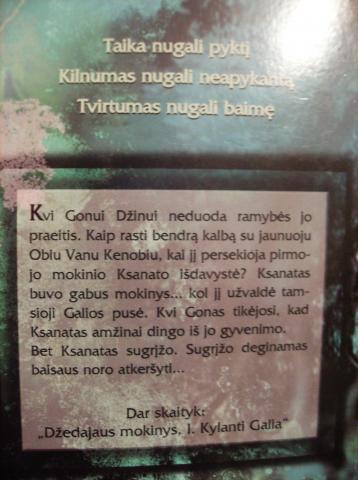 Taika nugali pyktį
Kilnumas nugali neapykantą
Tvirtumas nugali baimę
Kvi Gonui Džinui neduoda ramybės jo
praeitis. Kaip rasti bendrą kalbą su jaunuoju
Obiu Vanu Kenobiu, kai jį persekioja pirmo-
jo mokinio Ksanato išdavystė? Ksanatas
buvo gabus mokinys... kol jį užvaldė tam-
sioji Galios pusė. Kvi Gonas tikėjosi, kad
Ksanatas amžinai dingo iš jo gyvenimo.
Bet Ksanatas sugrįžo. Sugrįžo deginamas
baisaus noro atkeršyti...
Dar skaityk:
„Džedajaus mokinys. I. Kylanti Galia“